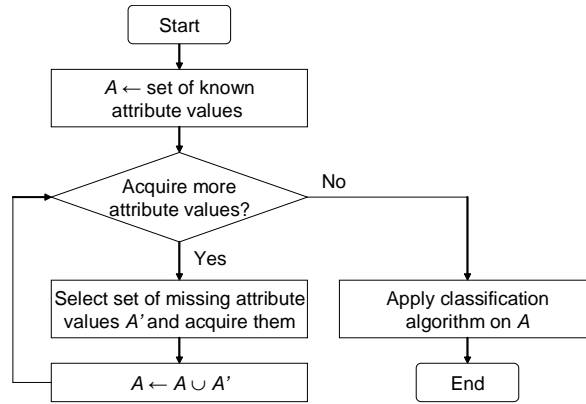 Start
A ← set of known
attribute values
Acquire more
attribute values?
No
Yes
Select set of missing attribute
values A' and acquire them
Apply classification
algorithm on A
A ← A ∪ A'
End